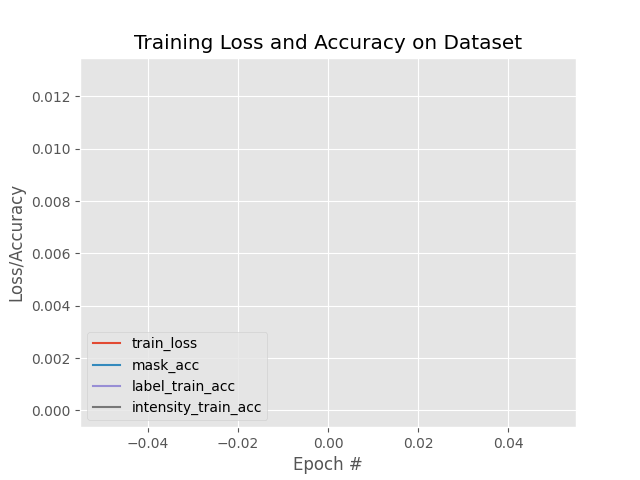 Training Loss and Accuracy on Dataset
0.012
0.010
0.008
0.006
0.004
0.002
0.000
Loss/Accuracy
train_loss
mask_acc
label_train_acc
intensity_train_acc
−0.04 −0.02 0.00 0.02 0.04
Epoch #